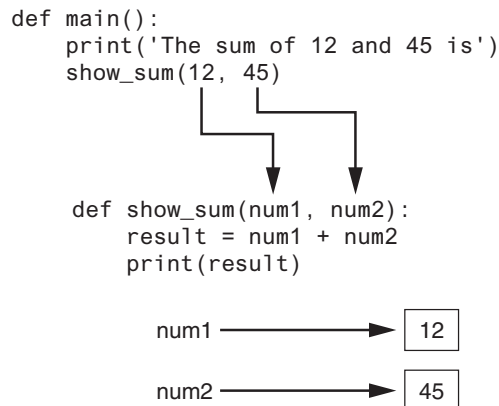 def main():
    print('The sum of 12 and 45 is')
    show_sum(12, 45)
def show_sum(num1, num2):
    result = num1 + num2
    print(result)
num1 12
num2 45